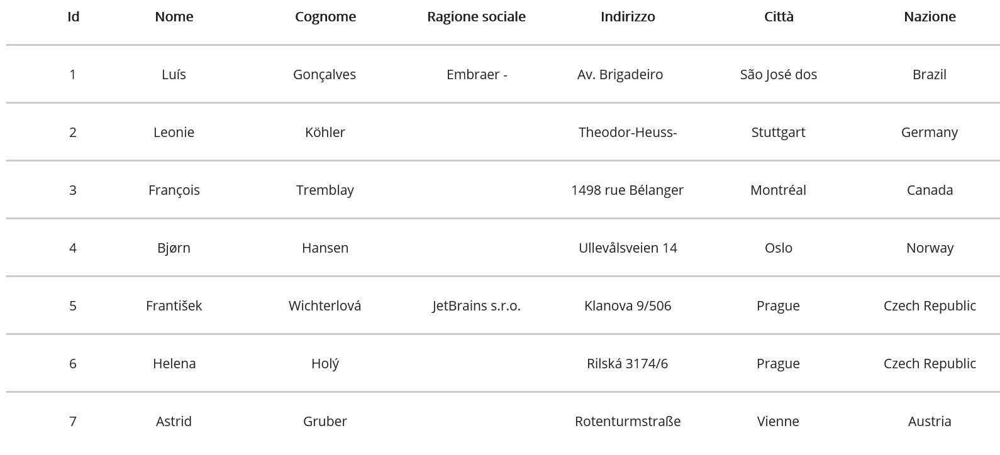 Id Nome Cognome Ragione sociale Indirizzo Città Nazione
1 Luís Gonçalves Embraer - Av. Brigadeiro São José dos Brazil
2 Leonie Köhler Theodor-Heuss- Stuttgart Germany
3 François Tremblay 1498 rue Bélanger Montréal Canada
4 Bjørn Hansen Ullevålsveien 14 Oslo Norway
5 František Wichterlová JetBrains s.r.o. Klanova 9/506 Prague Czech Republic
6 Helena Holý Rilská 3174/6 Prague Czech Republic
7 Astrid Gruber Rotenturmstraße Vienne Austria